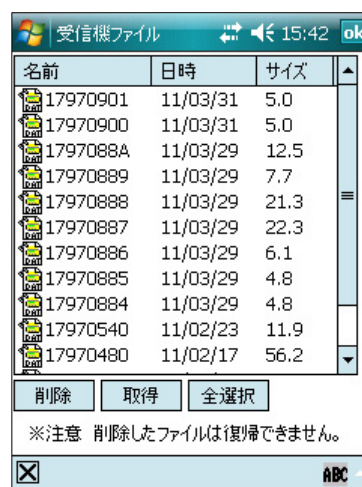 受信機ファイル 15:42 ok
名前 日時 サイズ
17970901 11/03/31 5.0
17970900 11/03/31 5.0
1797088A 11/03/29 12.5
17970889 11/03/29 7.7
17970888 11/03/29 21.3
17970887 11/03/29 22.3
17970886 11/03/29 6.1
17970885 11/03/29 4.8
17970884 11/03/29 4.8
17970540 11/02/23 11.9
17970480 11/02/17 56.2
削除 取得 全選択
※注意 削除したファイルは復帰できません。
ABC